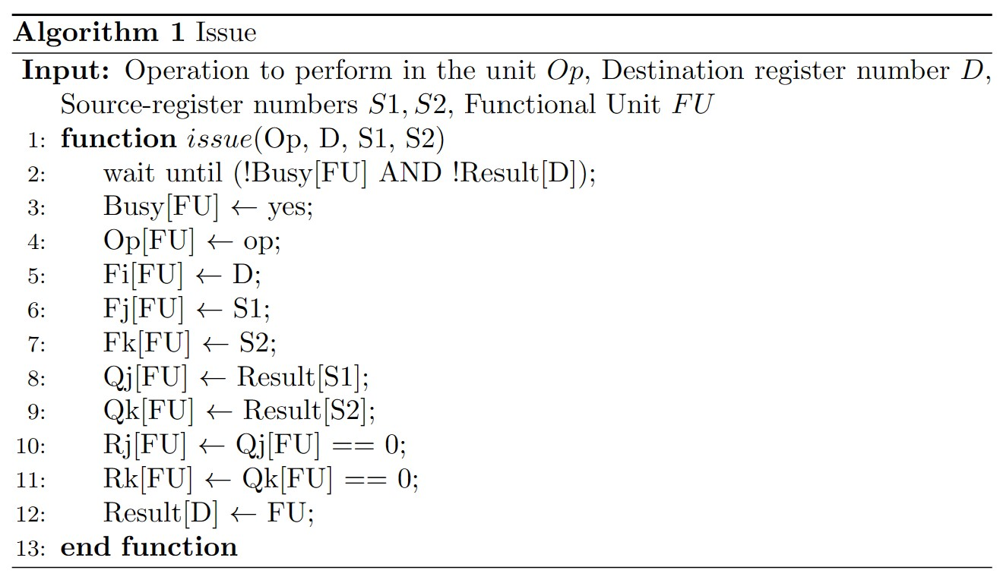 Algorithm 1 Issue
Input: Operation to perform in the unit Op, Destination register number D,
Source-register numbers S1, S2, Functional Unit FU
1: function issue(Op, D, S1, S2)
2: wait until (!Busy[FU] AND !Result[D]);
3: Busy[FU] ← yes;
4: Op[FU] ← op;
5: Fi[FU] ← D;
6: Fj[FU] ← S1;
7: Fk[FU] ← S2;
8: Qj[FU] ← Result[S1];
9: Qk[FU] ← Result[S2];
10: Rj[FU] ← Qj[FU] == 0;
11: Rk[FU] ← Qk[FU] == 0;
12: Result[D] ← FU;
13: end function